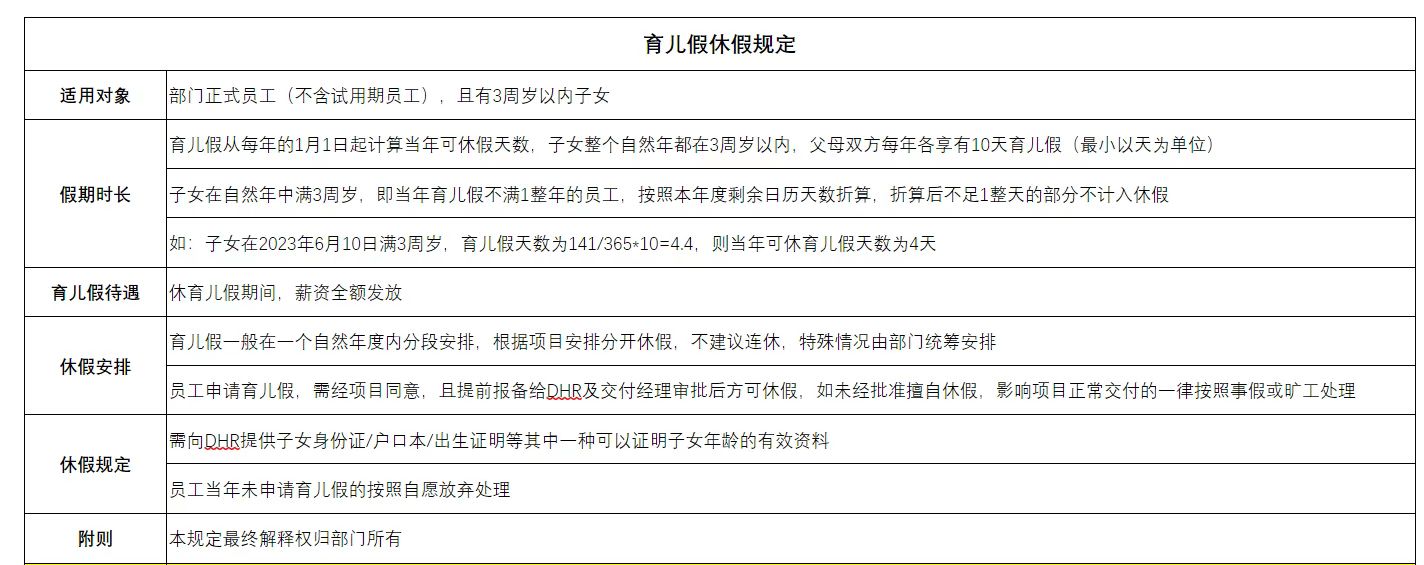 育儿假休假规定
适用对象
部门正式员工（不含试用期员工），且有3周岁以内子女
假期时长
育儿假从每年的1月1日起计算当年可休假天数，子女整个自然年都在3周岁以内，父母双方每年各享有10天育儿假（最小以天为单位）
子女在自然年中满3周岁，即当年育儿假不满1整年的员工，按照本年度剩余日历天数折算，折算后不足1整天的部分不计入休假
如：子女在2023年6月10日满3周岁，育儿假天数为141/365*10=4.4，则当年可休育儿假天数为4天
育儿假待遇
休育儿假期间，薪资全额发放
休假安排
育儿假一般在一个自然年度内分段安排，根据项目安排分开休假，不建议连休，特殊情况由部门统筹安排
员工申请育儿假，需经项目同意，且提前报备给DHR及交付经理审批后方可休假，如未经批准擅自休假，影响项目正常交付的一律按照事假或旷工处理
休假规定
需向DHR提供子女身份证/户口本/出生证明等其中一种可以证明子女年龄的有效资料
员工当年未申请育儿假的按照自愿放弃处理
附则
本规定最终解释权归部门所有